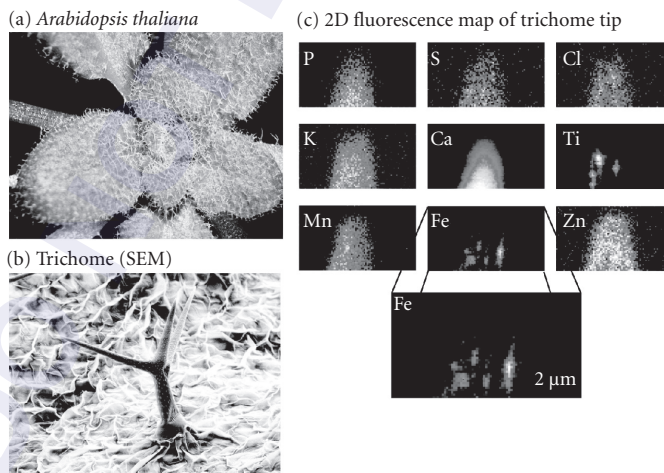 (a) Arabidopsis thaliana
(c) 2D fluorescence map of trichome tip
P
S
Cl
K
Ca
Ti
Mn
Fe
Zn
(b) Trichome (SEM)
Fe
2 µm